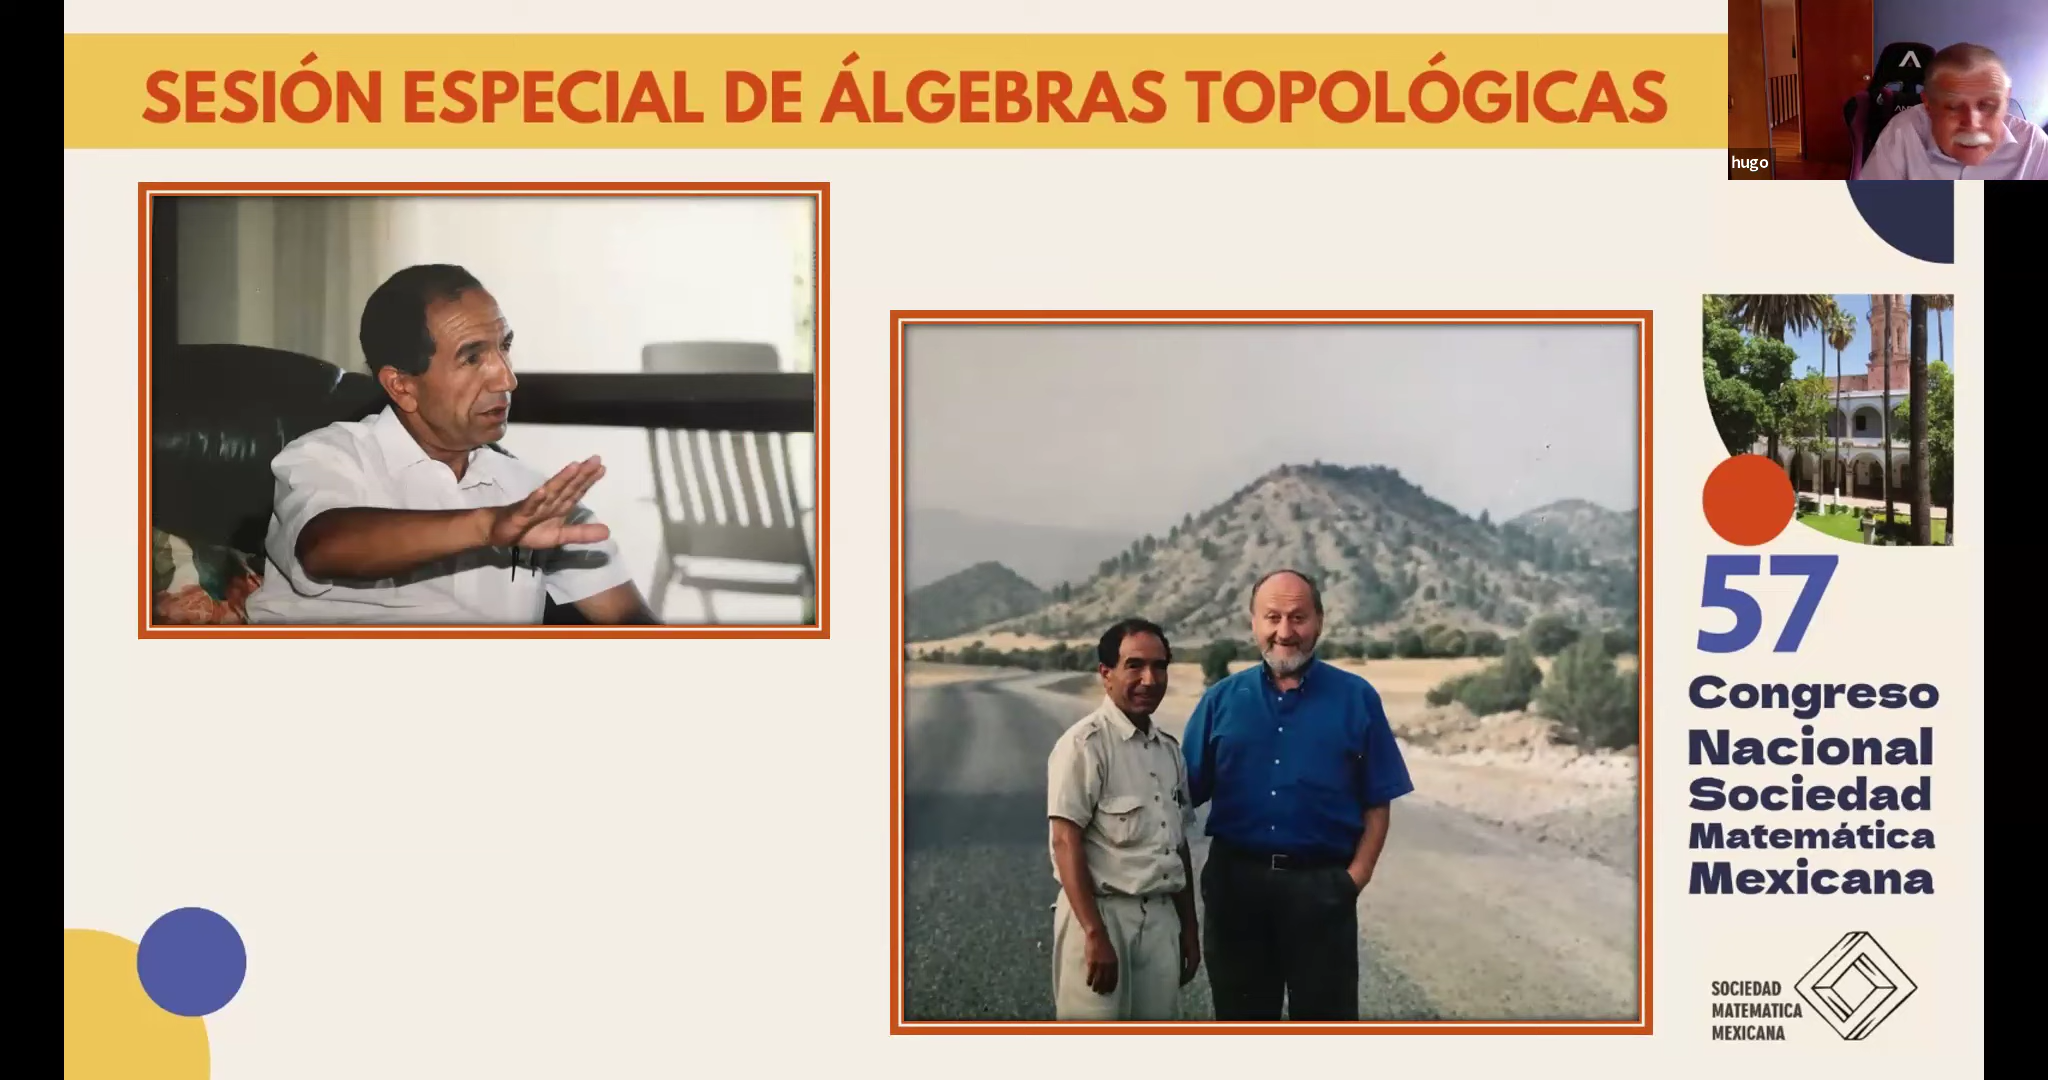 SESIÓN ESPECIAL DE ÁLGEBRAS TOPOLÓGICAS
hugo
57
Congreso
Nacional
Sociedad
Matemática
Mexicana
SOCIEDAD
MATEMATICA
MEXICANA